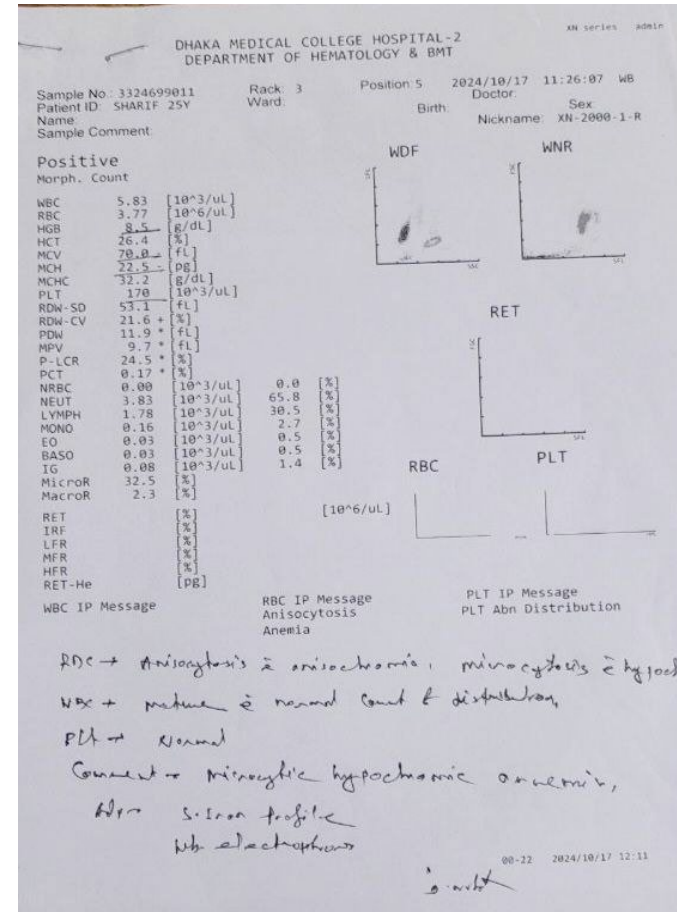 XN series admin
DHAKA MEDICAL COLLEGE HOSPITAL-2
DEPARTMENT OF HEMATOLOGY & BMT
Sample No.: 3324699011 Rack: 3 Position: 5 2024/10/17 11:26:07 WB
Patient ID: SHARIF 25Y Ward: Doctor:
Name: Birth: Sex:
Sample Comment: Nickname: XN-2000-1-R
Positive
Morph. Count
WDF WNR
WBC 5.83 [10^3/uL]
RBC 3.77 [10^6/uL]
HGB 8.5 - [g/dL]
HCT 26.4 [%]
MCV 70.0 - [fL]
MCH 22.5 - [pg]
MCHC 32.2 [g/dL]
PLT 170 [10^3/uL]
RDW-SD 53.1 [fL]
RDW-CV 21.6 + [%]
PDW 11.9 * [fL]
MPV 9.7 * [fL]
P-LCR 24.5 * [%]
PCT 0.17 * [%]
NRBC 0.00 [10^3/uL] 0.0 [%]
NEUT 3.83 [10^3/uL] 65.8 [%]
LYMPH 1.78 [10^3/uL] 30.5 [%]
MONO 0.16 [10^3/uL] 2.7 [%]
EO 0.03 [10^3/uL] 0.5 [%]
BASO 0.03 [10^3/uL] 0.5 [%]
IG 0.08 [10^3/uL] 1.4 [%]
MicroR 32.5 [%]
MacroR 2.3 [%]
RET
RBC PLT
RET [%] [10^6/uL]
IRF [%]
LFR [%]
MFR [%]
HFR [%]
RET-He [pg]
WBC IP Message RBC IP Message PLT IP Message
Anisocytosis PLT Abn Distribution
Anemia
RBC → Anisocytosis c̄ anisochromia, microcytosis c̄ hypoch
WBC → mature c̄ normal count & distribution,
Plt → Normal
Comment → Microcytic hypochromic anaemia,
Adv → S. Iron profile
Hb electrophoresis
00-22 2024/10/17 12:11